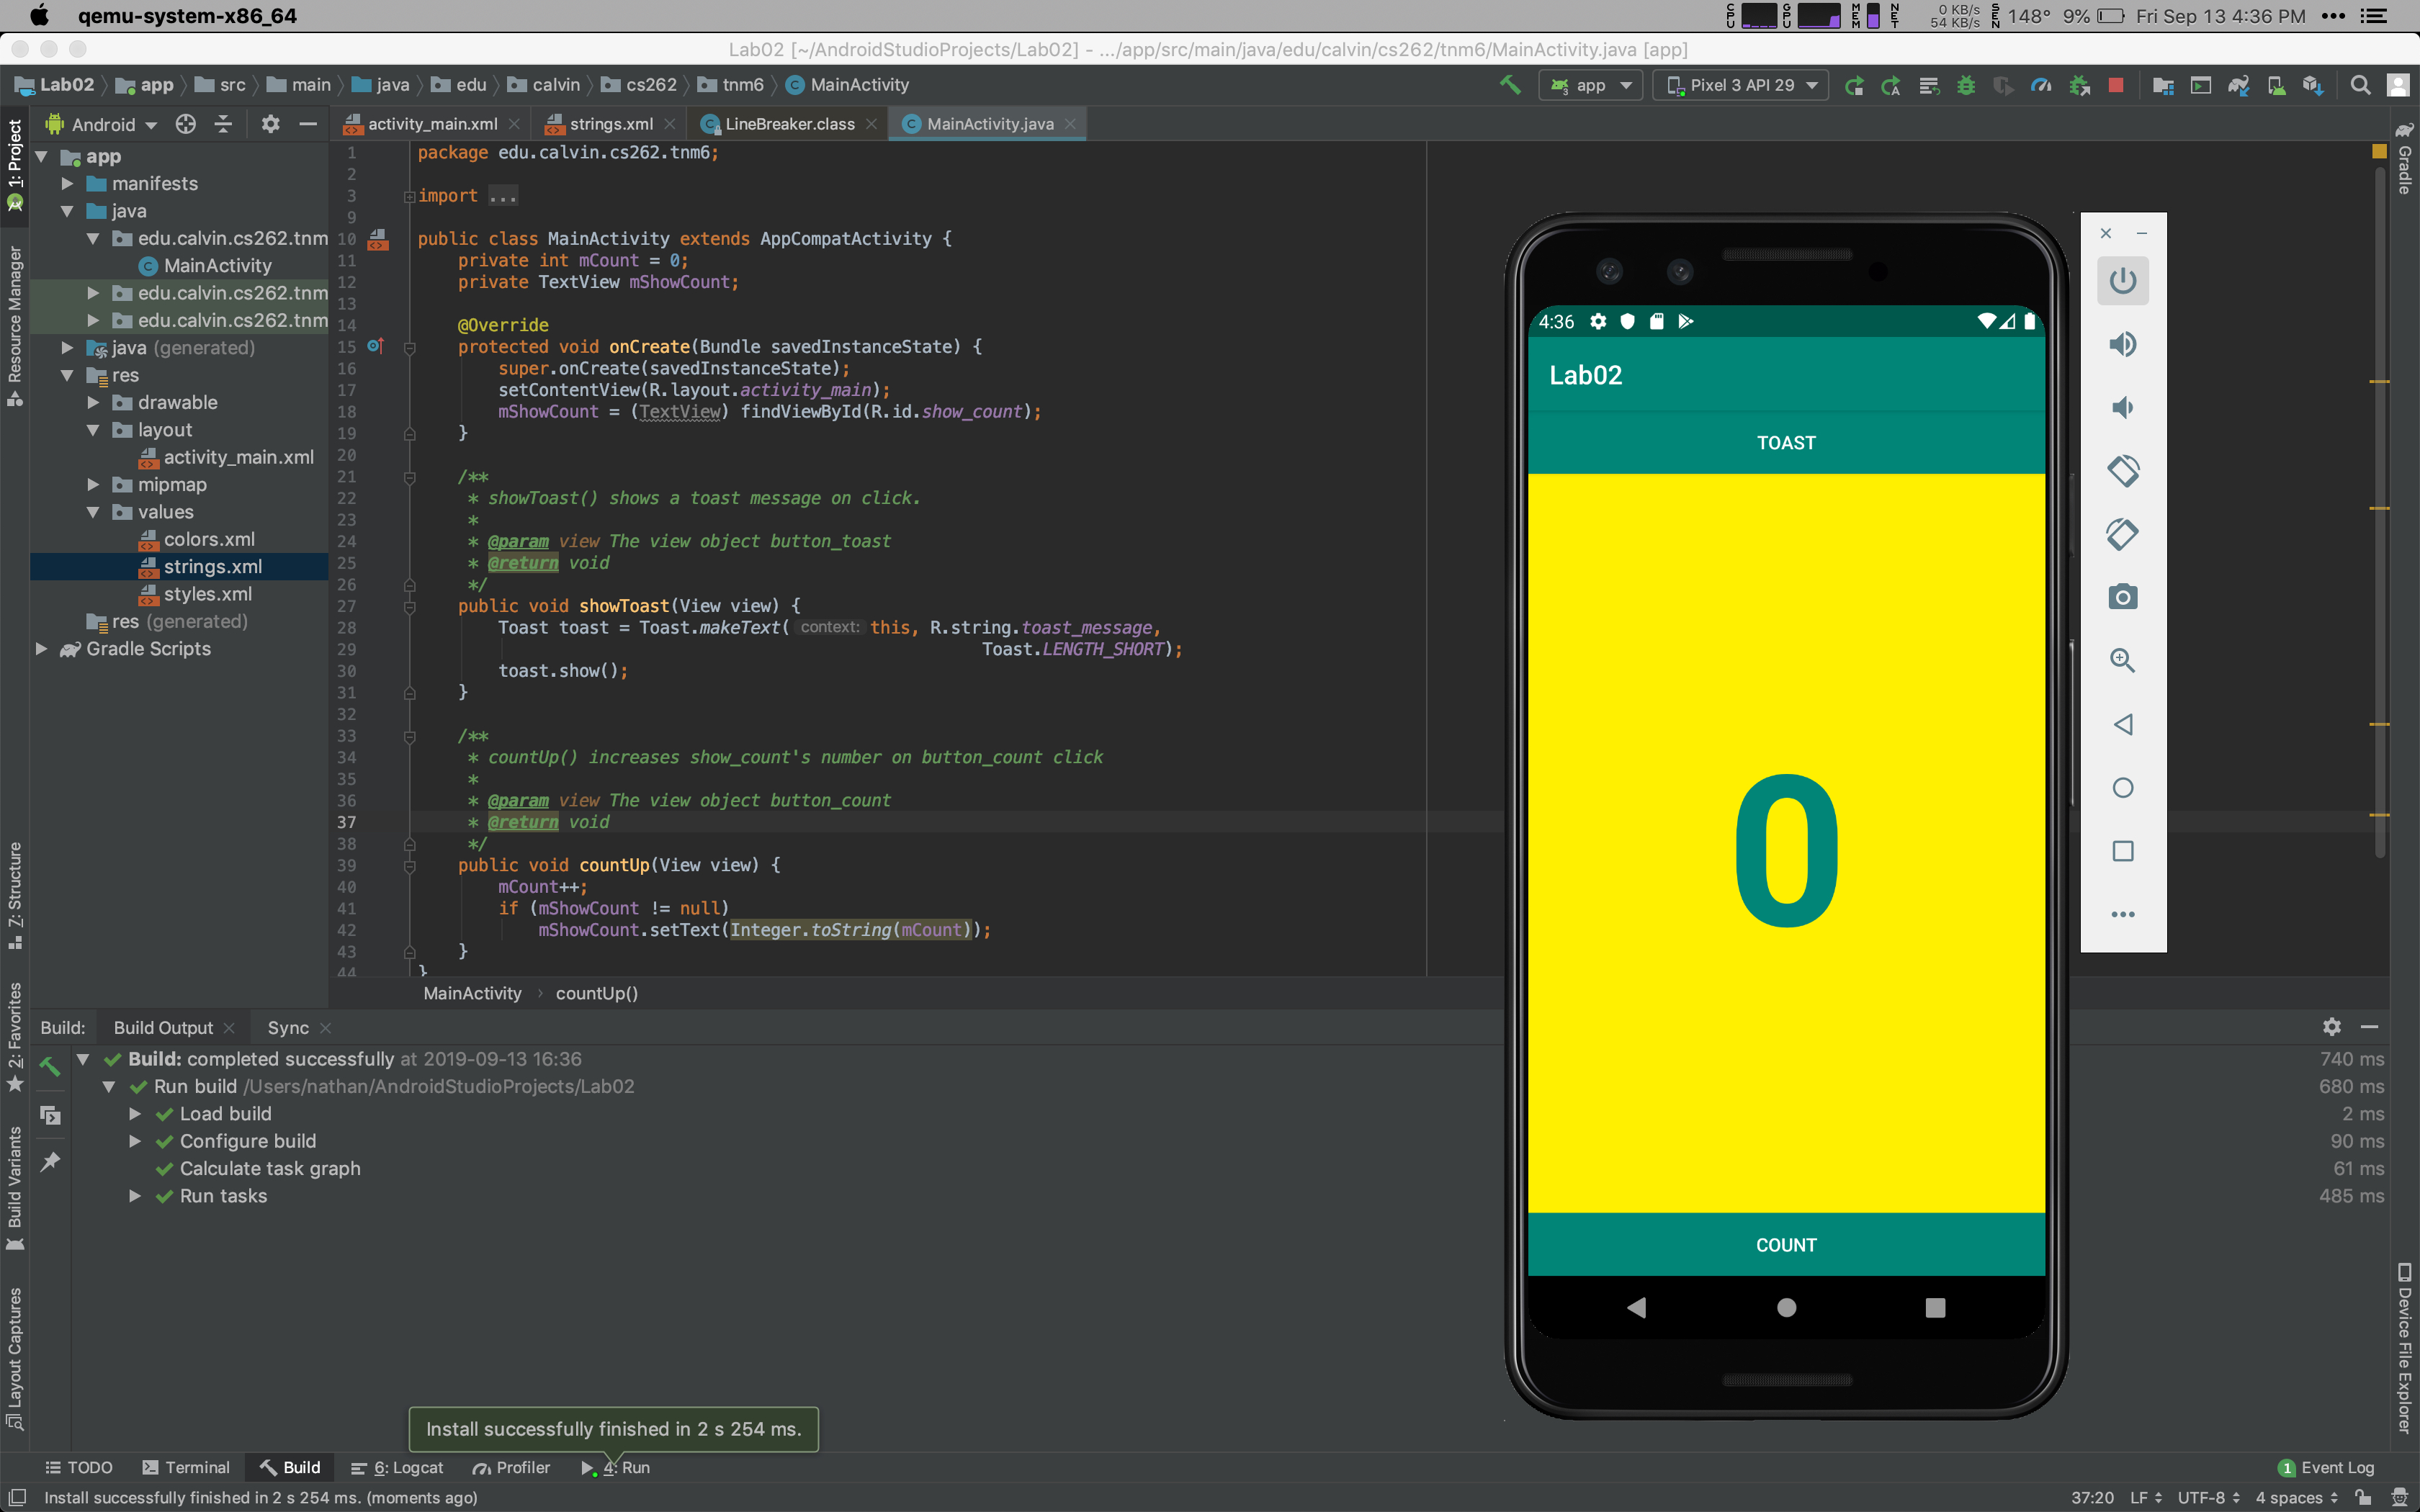 qemu-system-x86_64
CPU GPU MEM NET 0 KB/s 54 KB/s SEN 148° 9% Fri Sep 13 4:36 PM
Lab02 [~/AndroidStudioProjects/Lab02] - .../app/src/main/java/edu/calvin/cs262/tnm6/MainActivity.java [app]
Lab02 app src main java edu calvin cs262 tnm6 MainActivity
app Pixel 3 API 29
1: Project
Resource Manager
Z: Structure
2: Favorites
Build Variants
Layout Captures
Android
app
manifests
java
edu.calvin.cs262.tnm
MainActivity
edu.calvin.cs262.tnm
edu.calvin.cs262.tnm
java (generated)
res
drawable
layout
activity_main.xml
mipmap
values
colors.xml
strings.xml
styles.xml
res (generated)
Gradle Scripts
activity_main.xml strings.xml LineBreaker.class MainActivity.java
1 package edu.calvin.cs262.tnm6;
2
3 import ...
9
10 public class MainActivity extends AppCompatActivity {
11 private int mCount = 0;
12 private TextView mShowCount;
13
14 @Override
15 protected void onCreate(Bundle savedInstanceState) {
16 super.onCreate(savedInstanceState);
17 setContentView(R.layout.activity_main);
18 mShowCount = (TextView) findViewById(R.id.show_count);
19 }
20
21 /**
22 * showToast() shows a toast message on click.
23 *
24 * @param view The view object button_toast
25 * @return void
26 */
27 public void showToast(View view) {
28 Toast toast = Toast.makeText( context: this, R.string.toast_message,
29 Toast.LENGTH_SHORT);
30 toast.show();
31 }
32
33 /**
34 * countUp() increases show_count's number on button_count click
35 *
36 * @param view The view object button_count
37 * @return void
38 */
39 public void countUp(View view) {
40 mCount++;
41 if (mShowCount != null)
42 mShowCount.setText(Integer.toString(mCount));
43 }
44 }
MainActivity › countUp()
4:36
Lab02
TOAST
0
COUNT
Gradle
Device File Explorer
Build: Build Output Sync
Build: completed successfully at 2019-09-13 16:36 740 ms
Run build /Users/nathan/AndroidStudioProjects/Lab02 680 ms
Load build 2 ms
Configure build 90 ms
Calculate task graph 61 ms
Run tasks 485 ms
Install successfully finished in 2 s 254 ms.
TODO Terminal Build 6: Logcat Profiler 4: Run 1 Event Log
Install successfully finished in 2 s 254 ms. (moments ago) 37:20 LF UTF-8 4 spaces